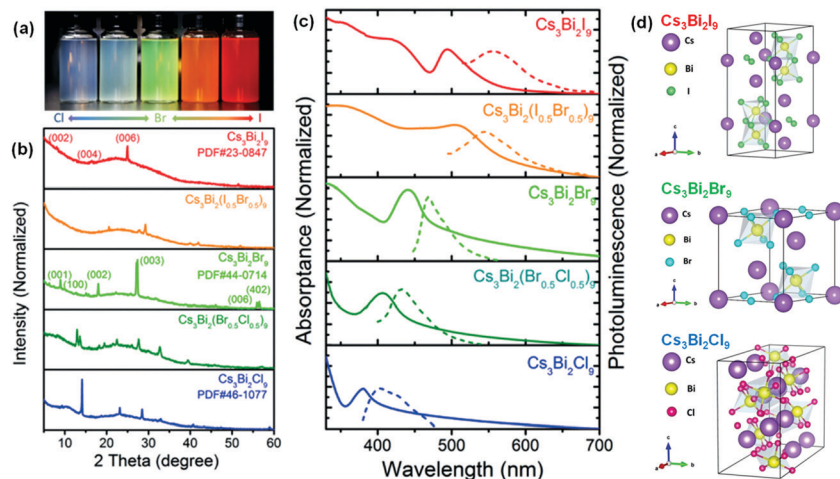 (a)
Cl Br I
(b)
Intensity (Normalized)
(002)
(004)
(006)
Cs₃Bi₂I₉
PDF#23-0847
Cs₃Bi₂(I₀.₅Br₀.₅)₉
(001)
(100)
(002)
(003)
Cs₃Bi₂Br₉
PDF#44-0714
(006)
(402)
Cs₃Bi₂(Br₀.₅Cl₀.₅)₉
Cs₃Bi₂Cl₉
PDF#46-1077
10 20 30 40 50 60
2 Theta (degree)
(c)
Absorptance (Normalized)
Cs₃Bi₂I₉
Cs₃Bi₂(I₀.₅Br₀.₅)₉
Cs₃Bi₂Br₉
Cs₃Bi₂(Br₀.₅Cl₀.₅)₉
Cs₃Bi₂Cl₉
400 500 600 700
Wavelength (nm)
Photoluminescence (Normalized)
(d)
Cs₃Bi₂I₉
Cs
Bi
I
c
a b
Cs₃Bi₂Br₉
Cs
Bi
Br
c
a b
Cs₃Bi₂Cl₉
Cs
Bi
Cl
c
a b